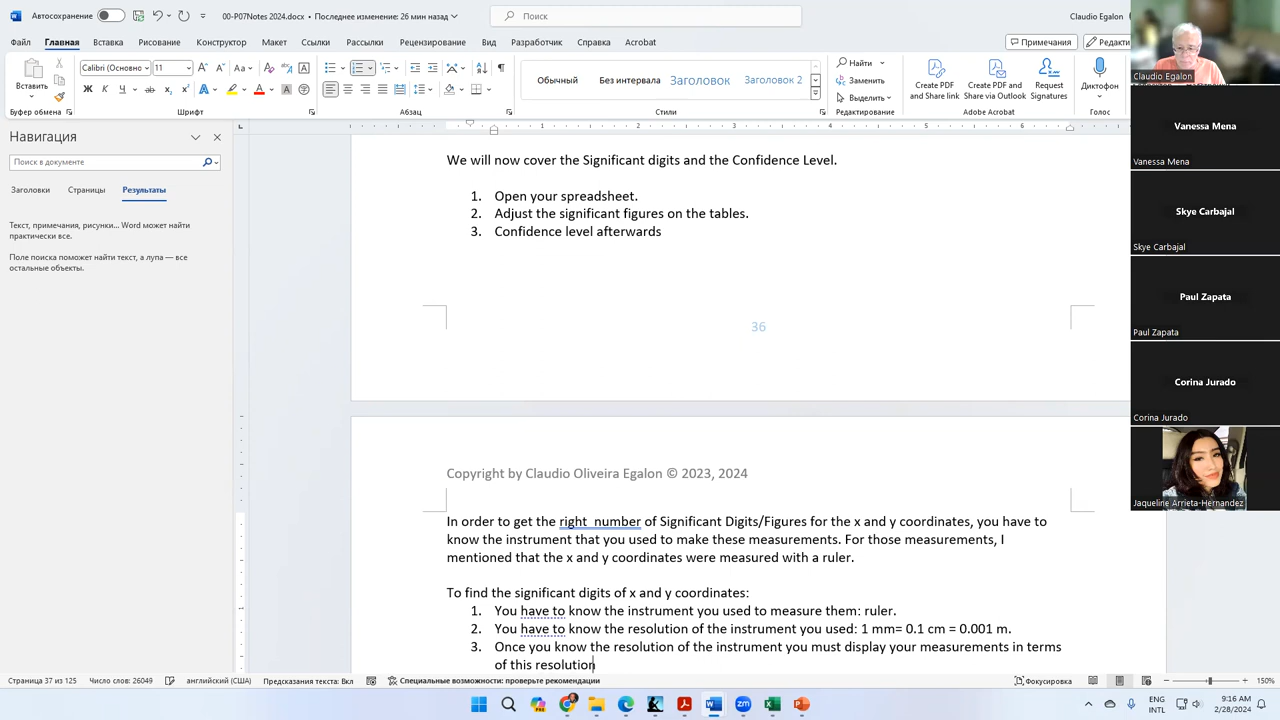 Автосохранение
00-P07Notes 2024.docx • Последнее изменение: 26 мин назад
Поиск
Claudio Egalon
Файл Главная Вставка Рисование Конструктор Макет Ссылки Рассылки Рецензирование Вид Разработчик Справка Acrobat
Примечания
Редакти
Вставить
Буфер обмена
Calibri (Основно 11
Шрифт
Абзац
Обычный Без интервала Заголовок Заголовок 2
Стили
Найти
Заменить
Выделить
Create PDF and Share link
Create PDF and Share via Outlook
Request Signatures
Adobe Acrobat
Диктофон
Голос
Навигация
Поиск в документе
Заголовки Страницы Результаты
Текст, примечания, рисунки... Word может найти
практически все.
Поле поиска поможет найти текст, а лупа — все
остальные объекты.
We will now cover the Significant digits and the Confidence Level.
1. Open your spreadsheet.
2. Adjust the significant figures on the tables.
3. Confidence level afterwards
36
Copyright by Claudio Oliveira Egalon © 2023, 2024
In order to get the right number of Significant Digits/Figures for the x and y coordinates, you have to
know the instrument that you used to make these measurements. For those measurements, I
mentioned that the x and y coordinates were measured with a ruler.
To find the significant digits of x and y coordinates:
1. You have to know the instrument you used to measure them: ruler.
2. You have to know the resolution of the instrument you used: 1 mm= 0.1 cm = 0.001 m.
3. Once you know the resolution of the instrument you must display your measurements in terms
of this resolution
Claudio Egalon
Vanessa Mena
Vanessa Mena
Skye Carbajal
Skye Carbajal
Paul Zapata
Paul Zapata
Corina Jurado
Corina Jurado
Jaqueline Arrieta-Hernandez
Страница 37 из 125 Число слов: 26049 английский (США) Предсказания текста: Вкл Специальные возможности: проверьте рекомендации
Фокусировка
150%
ENG
INTL
9:16 AM
2/28/2024